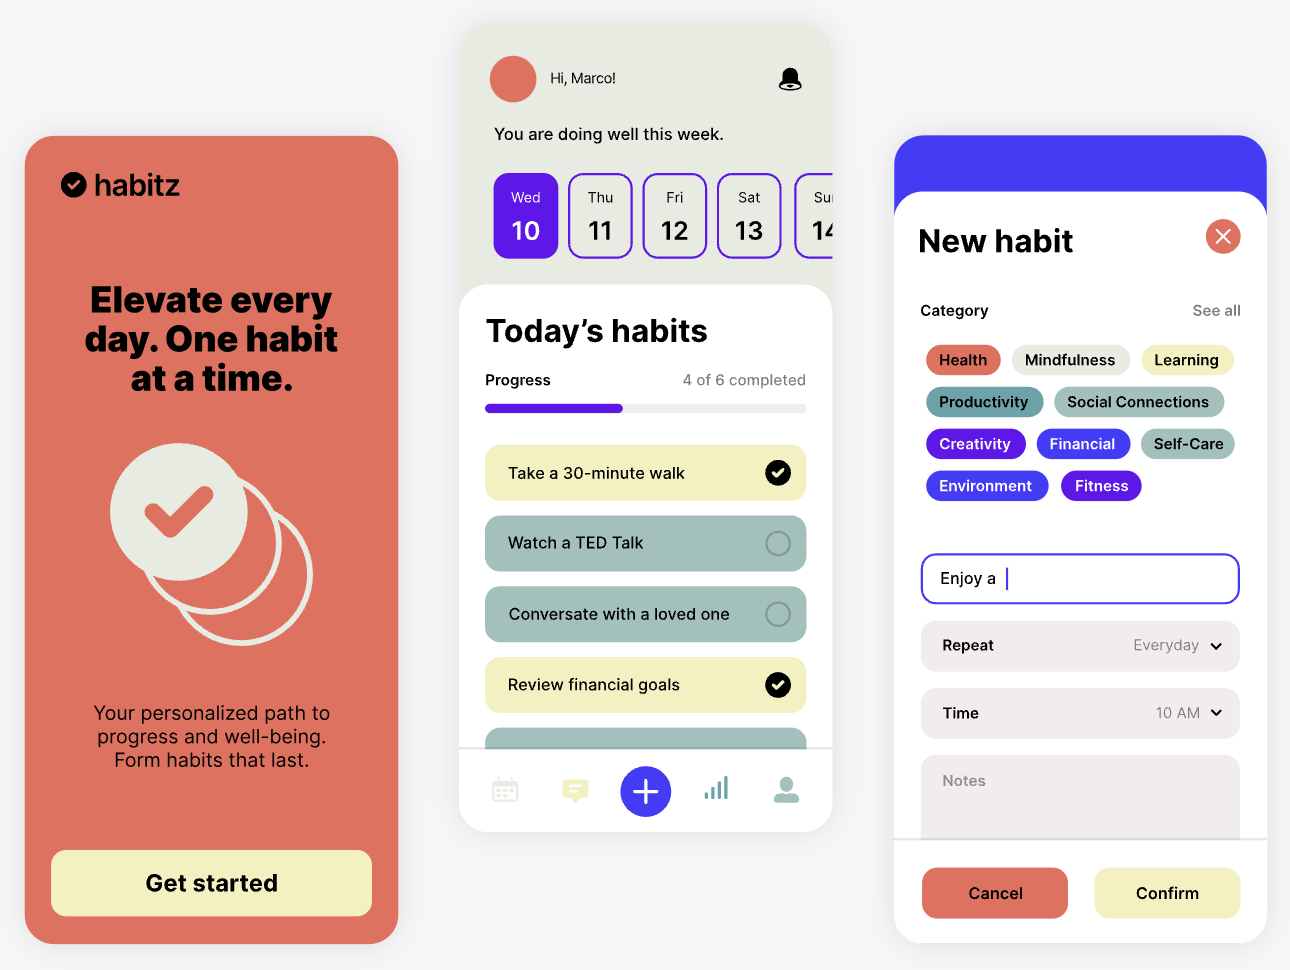 habitz
Elevate every
day. One habit
at a time.
Your personalized path to
progress and well-being.
Form habits that last.
Get started
Hi, Marco!
You are doing well this week.
Wed Thu Fri Sat Sun
10 11 12 13 14
Today's habits
Progress 4 of 6 completed
Take a 30-minute walk
Watch a TED Talk
Conversate with a loved one
Review financial goals
New habit
Category See all
Health Mindfulness Learning
Productivity Social Connections
Creativity Financial Self-Care
Environment Fitness
Enjoy a
Repeat Everyday
Time 10 AM
Notes
Cancel Confirm